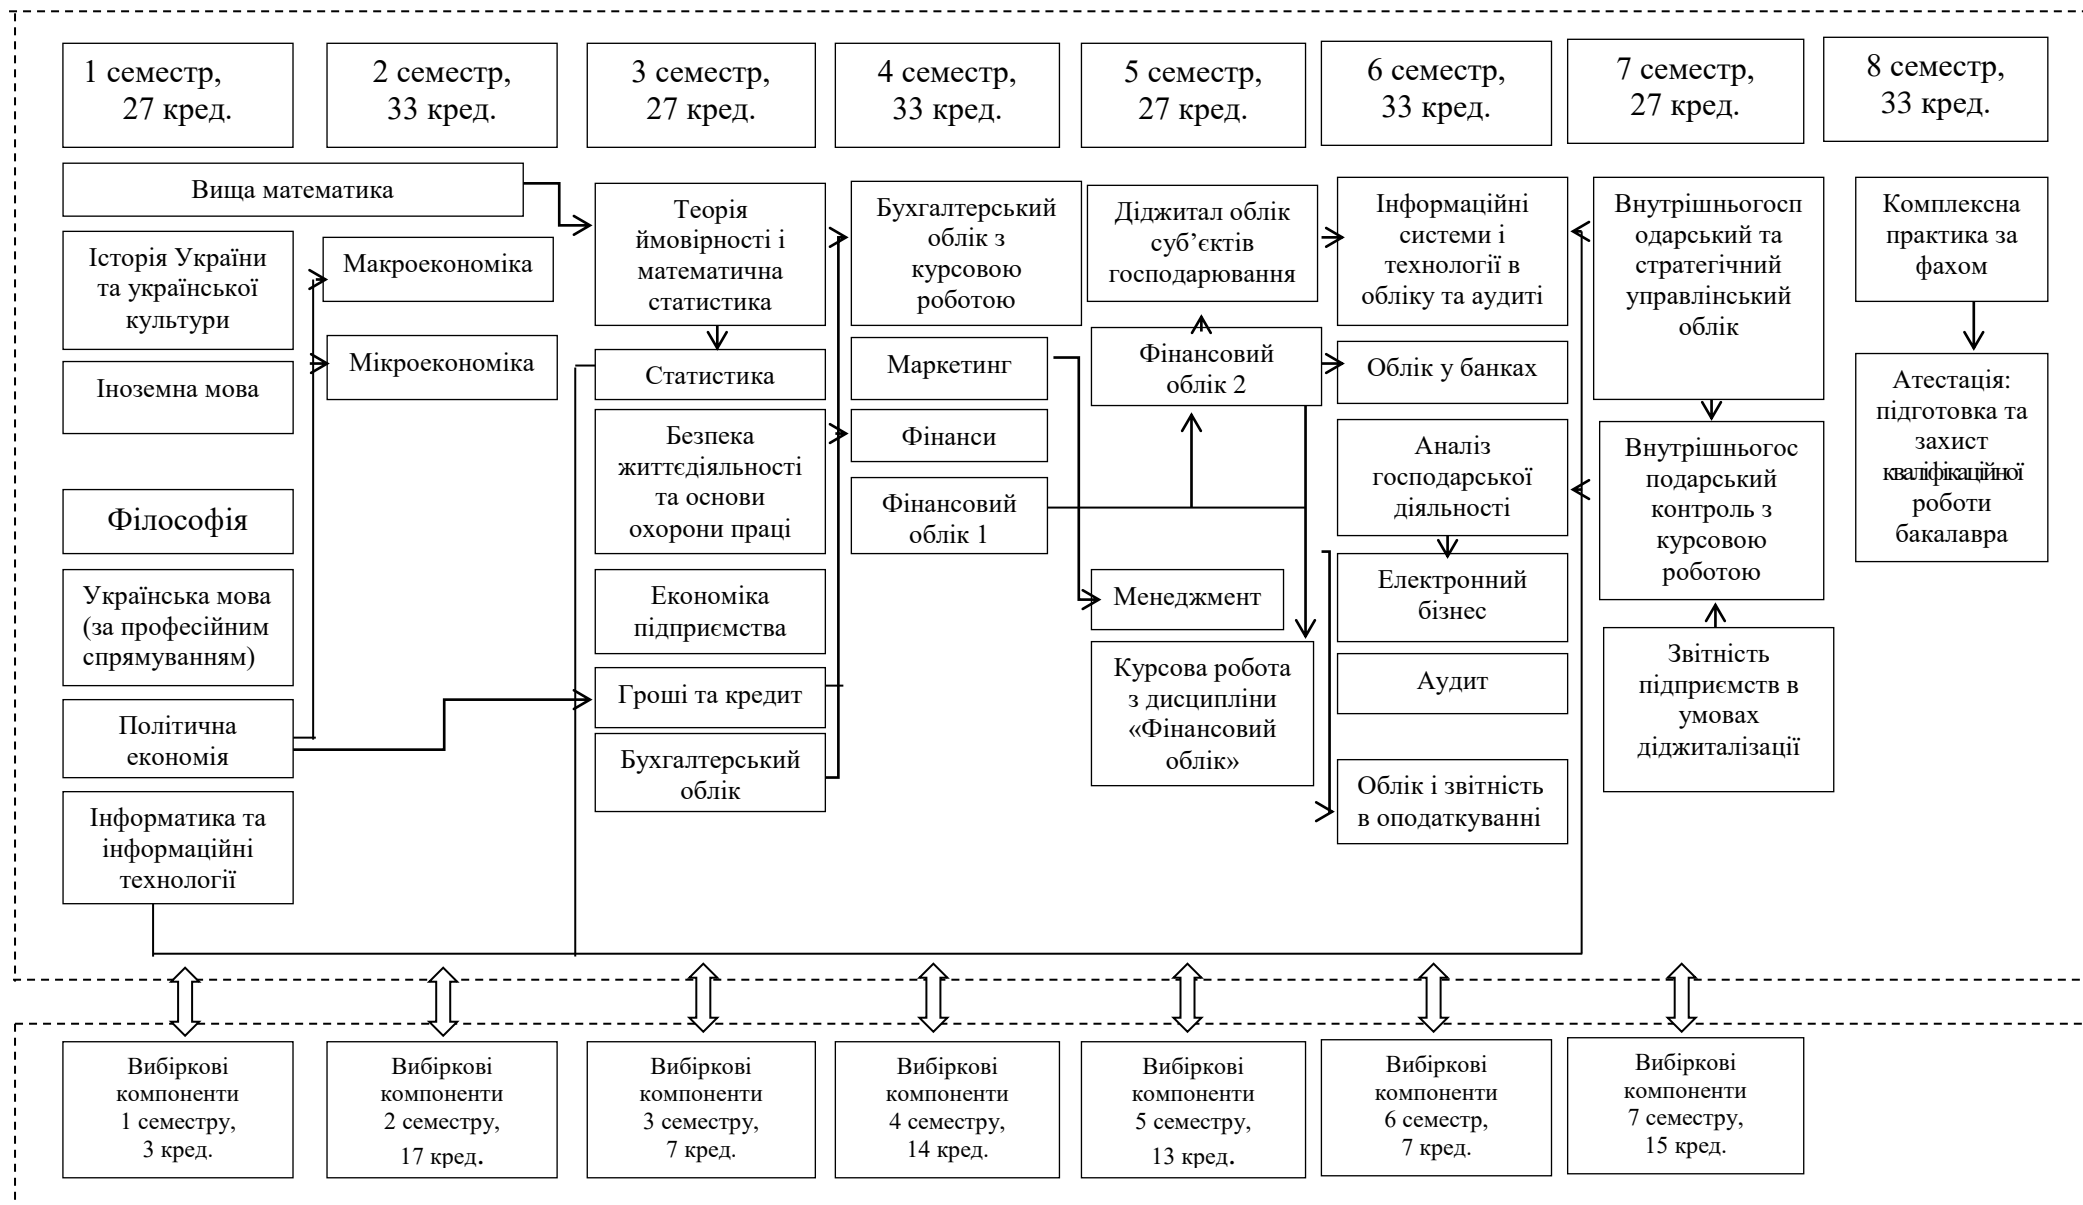 1 семестр,
27 кред.
2 семестр,
33 кред.
3 семестр,
27 кред.
4 семестр,
33 кред.
5 семестр,
27 кред.
6 семестр,
33 кред.
7 семестр,
27 кред.
8 семестр,
33 кред.
Вища математика
Історія України
та української
культури
Іноземна мова
Філософія
Українська мова
(за професійним
спрямуванням)
Політична
економія
Інформатика та
інформаційні
технології
Макроекономіка
Мікроекономіка
Теорія
ймовірності і
математична
статистика
Статистика
Безпека
життєдіяльності
та основи
охорони праці
Економіка
підприємства
Гроші та кредит
Бухгалтерський
облік
Бухгалтерський
облік з
курсовою
роботою
Маркетинг
Фінанси
Фінансовий
облік 1
Діджитал облік
суб’єктів
господарювання
Фінансовий
облік 2
Менеджмент
Курсова робота
з дисципліни
«Фінансовий
облік»
Інформаційні
системи і
технології в
обліку та аудиті
Облік у банках
Аналіз
господарської
діяльності
Електронний
бізнес
Аудит
Облік і звітність
в оподаткуванні
Внутрішньогосп
одарський та
стратегічний
управлінський
облік
Внутрішньогос
подарський
контроль з
курсовою
роботою
Звітність
підприємств в
умовах
діджиталізації
Комплексна
практика за
фахом
Атестація:
підготовка та
захист
кваліфікаційної
роботи
бакалавра
Вибіркові
компоненти
1 семестру,
3 кред.
Вибіркові
компоненти
2 семестру,
17 кред.
Вибіркові
компоненти
3 семестру,
7 кред.
Вибіркові
компоненти
4 семестру,
14 кред.
Вибіркові
компоненти
5 семестру,
13 кред.
Вибіркові
компоненти
6 семестр,
7 кред.
Вибіркові
компоненти
7 семестру,
15 кред.